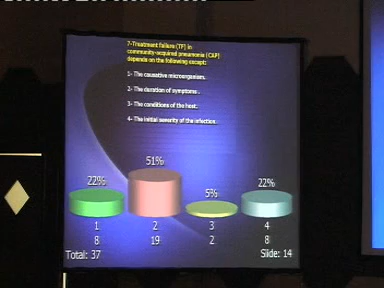 7-Treatment failure (TF) in
community-acquired pneumonia (CAP)
depends on the following except:
1- The causative microorganism.
2- The duration of symptoms .
3- The conditions of the host.
4- The initial severity of the infection .
22% 51% 5% 22%
1 2 3 4
8 19 2 8
Total: 37 Slide: 14